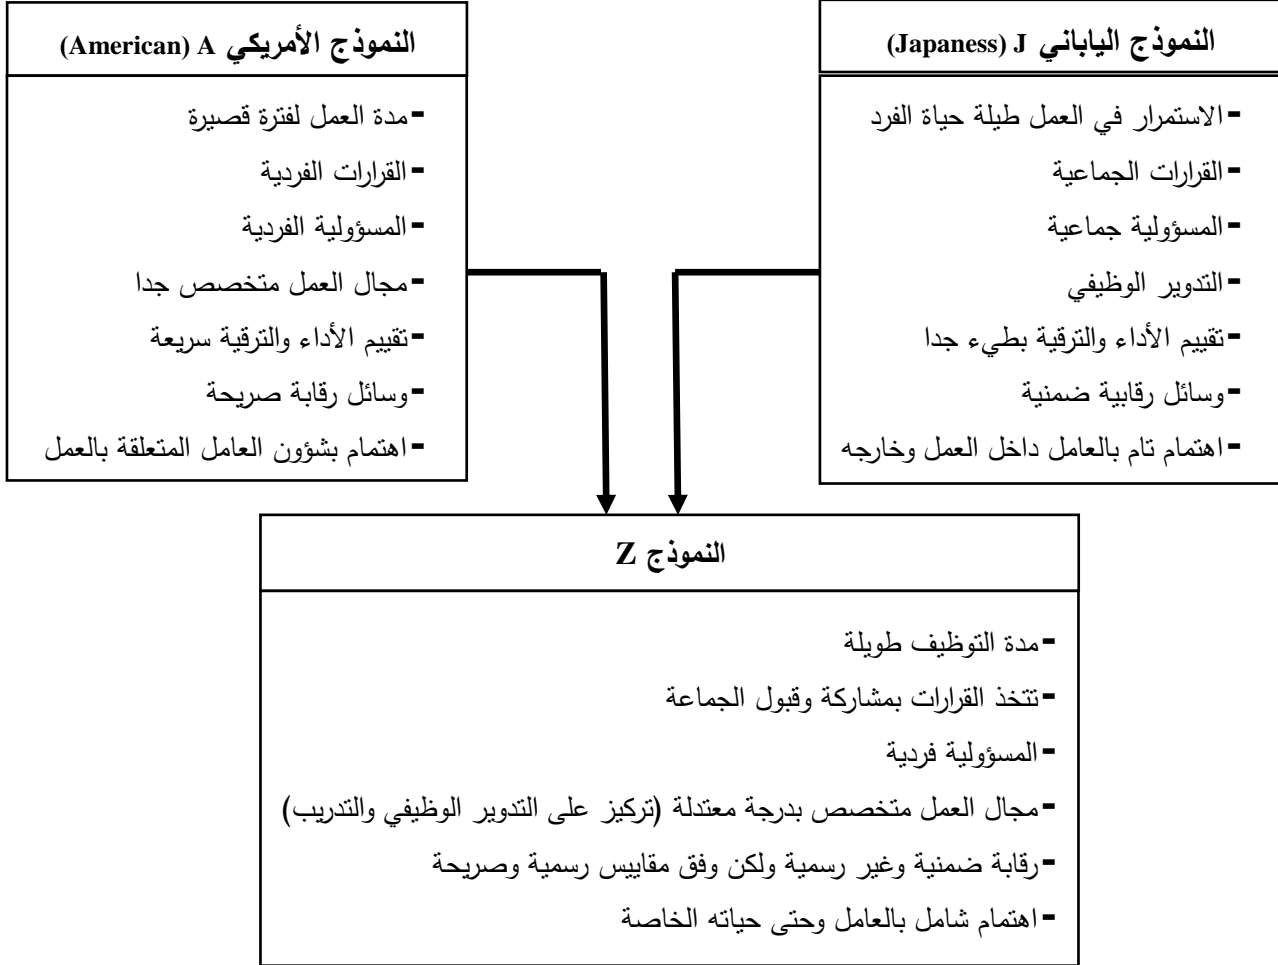 النموذج الياباني J (Japaness)
-الاستمرار في العمل طيلة حياة الفرد
-القرارات الجماعية
-المسؤولية جماعية
-التدوير الوظيفي
-تقييم الأداء والترقية بطيء جدا
-وسائل رقابية ضمنية
-اهتمام تام بالعامل داخل العمل وخارجه
النموذج الأمريكي A (American)
-مدة العمل لفترة قصيرة
-القرارات الفردية
-المسؤولية الفردية
-مجال العمل متخصص جدا
-تقييم الأداء والترقية سريعة
-وسائل رقابة صريحة
-اهتمام بشؤون العامل المتعلقة بالعمل
النموذج Z
-مدة التوظيف طويلة
-تتخذ القرارات بمشاركة وقبول الجماعة
-المسؤولية فردية
-مجال العمل متخصص بدرجة معتدلة (تركيز على التدوير الوظيفي والتدريب)
-رقابة ضمنية وغير رسمية ولكن وفق مقاييس رسمية وصريحة
-اهتمام شامل بالعامل وحتى حياته الخاصة